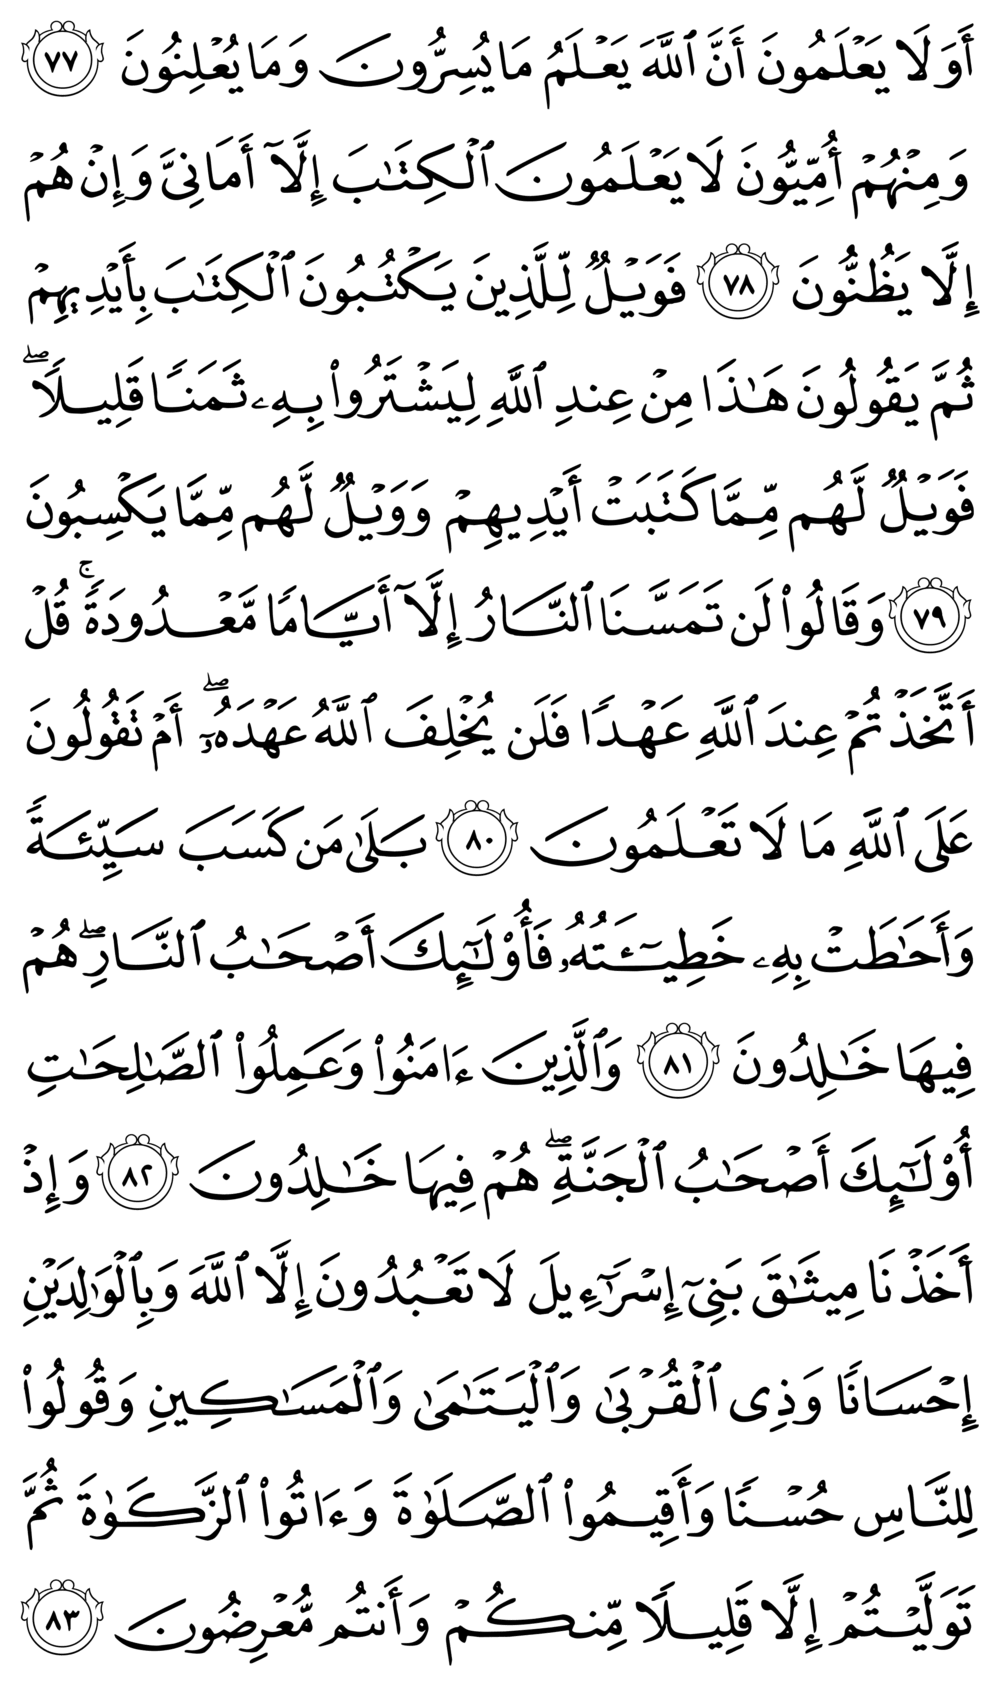 أَوَلَا يَعْلَمُونَ أَنَّ ٱللَّهَ يَعْلَمُ مَا يُسِرُّونَ وَمَا يُعْلِنُونَ ٧٧
وَمِنْهُمْ أُمِّيُّونَ لَا يَعْلَمُونَ ٱلْكِتَٰبَ إِلَّآ أَمَانِىَّ وَإِنْ هُمْ
إِلَّا يَظُنُّونَ ٧٨ فَوَيْلٌ لِّلَّذِينَ يَكْتُبُونَ ٱلْكِتَٰبَ بِأَيْدِيهِمْ
ثُمَّ يَقُولُونَ هَٰذَا مِنْ عِندِ ٱللَّهِ لِيَشْتَرُوا۟ بِهِۦ ثَمَنًا قَلِيلًا ۖ
فَوَيْلٌ لَّهُم مِّمَّا كَتَبَتْ أَيْدِيهِمْ وَوَيْلٌ لَّهُم مِّمَّا يَكْسِبُونَ
٧٩ وَقَالُوا۟ لَن تَمَسَّنَا ٱلنَّارُ إِلَّآ أَيَّامًا مَّعْدُودَةً ۚ قُلْ
أَتَّخَذْتُمْ عِندَ ٱللَّهِ عَهْدًا فَلَن يُخْلِفَ ٱللَّهُ عَهْدَهُۥٓ ۖ أَمْ تَقُولُونَ
عَلَى ٱللَّهِ مَا لَا تَعْلَمُونَ ٨٠ بَلَىٰ مَن كَسَبَ سَيِّئَةً
وَأَحَٰطَتْ بِهِۦ خَطِيٓـَٔتُهُۥ فَأُو۟لَٰٓئِكَ أَصْحَٰبُ ٱلنَّارِ ۖ هُمْ
فِيهَا خَٰلِدُونَ ٨١ وَٱلَّذِينَ ءَامَنُوا۟ وَعَمِلُوا۟ ٱلصَّٰلِحَٰتِ
أُو۟لَٰٓئِكَ أَصْحَٰبُ ٱلْجَنَّةِ ۖ هُمْ فِيهَا خَٰلِدُونَ ٨٢ وَإِذْ
أَخَذْنَا مِيثَٰقَ بَنِىٓ إِسْرَٰٓءِيلَ لَا تَعْبُدُونَ إِلَّا ٱللَّهَ وَبِٱلْوَٰلِدَيْنِ
إِحْسَانًا وَذِى ٱلْقُرْبَىٰ وَٱلْيَتَٰمَىٰ وَٱلْمَسَٰكِينِ وَقُولُوا۟
لِلنَّاسِ حُسْنًا وَأَقِيمُوا۟ ٱلصَّلَوٰةَ وَءَاتُوا۟ ٱلزَّكَوٰةَ ثُمَّ
تَوَلَّيْتُمْ إِلَّا قَلِيلًا مِّنكُمْ وَأَنتُم مُّعْرِضُونَ ٨٣